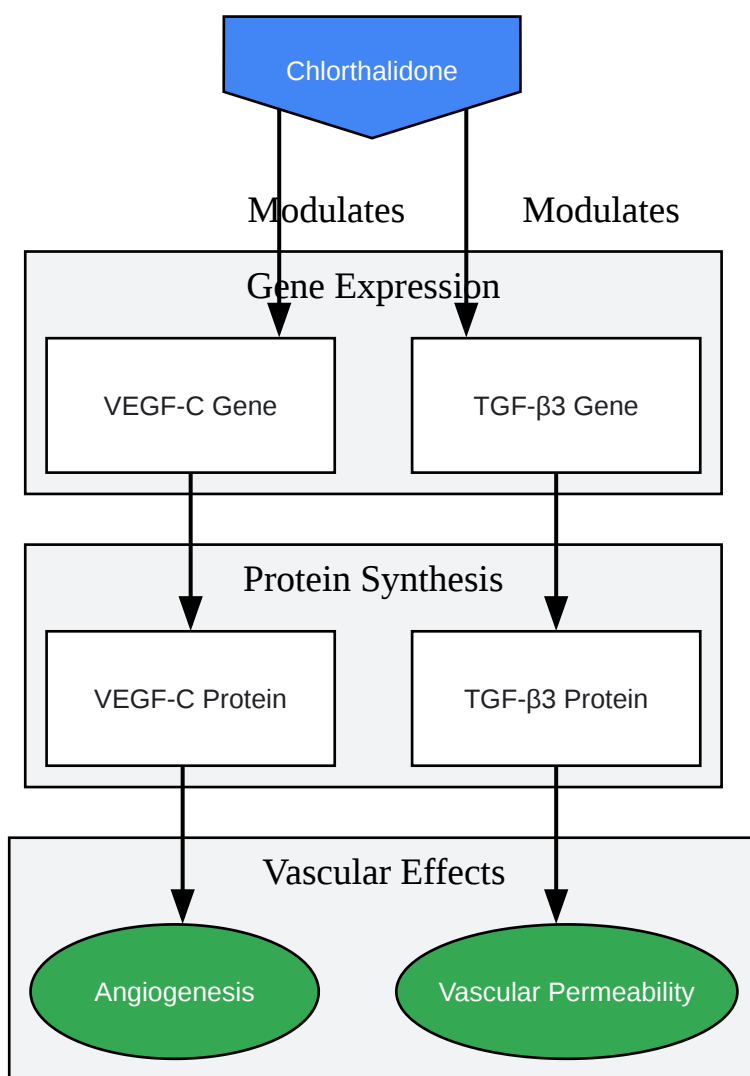 Chlorthalidone
Modulates
Modulates
Gene Expression
VEGF-C Gene
TGF-β3 Gene
Protein Synthesis
VEGF-C Protein
TGF-β3 Protein
Vascular Effects
Angiogenesis
Vascular Permeability